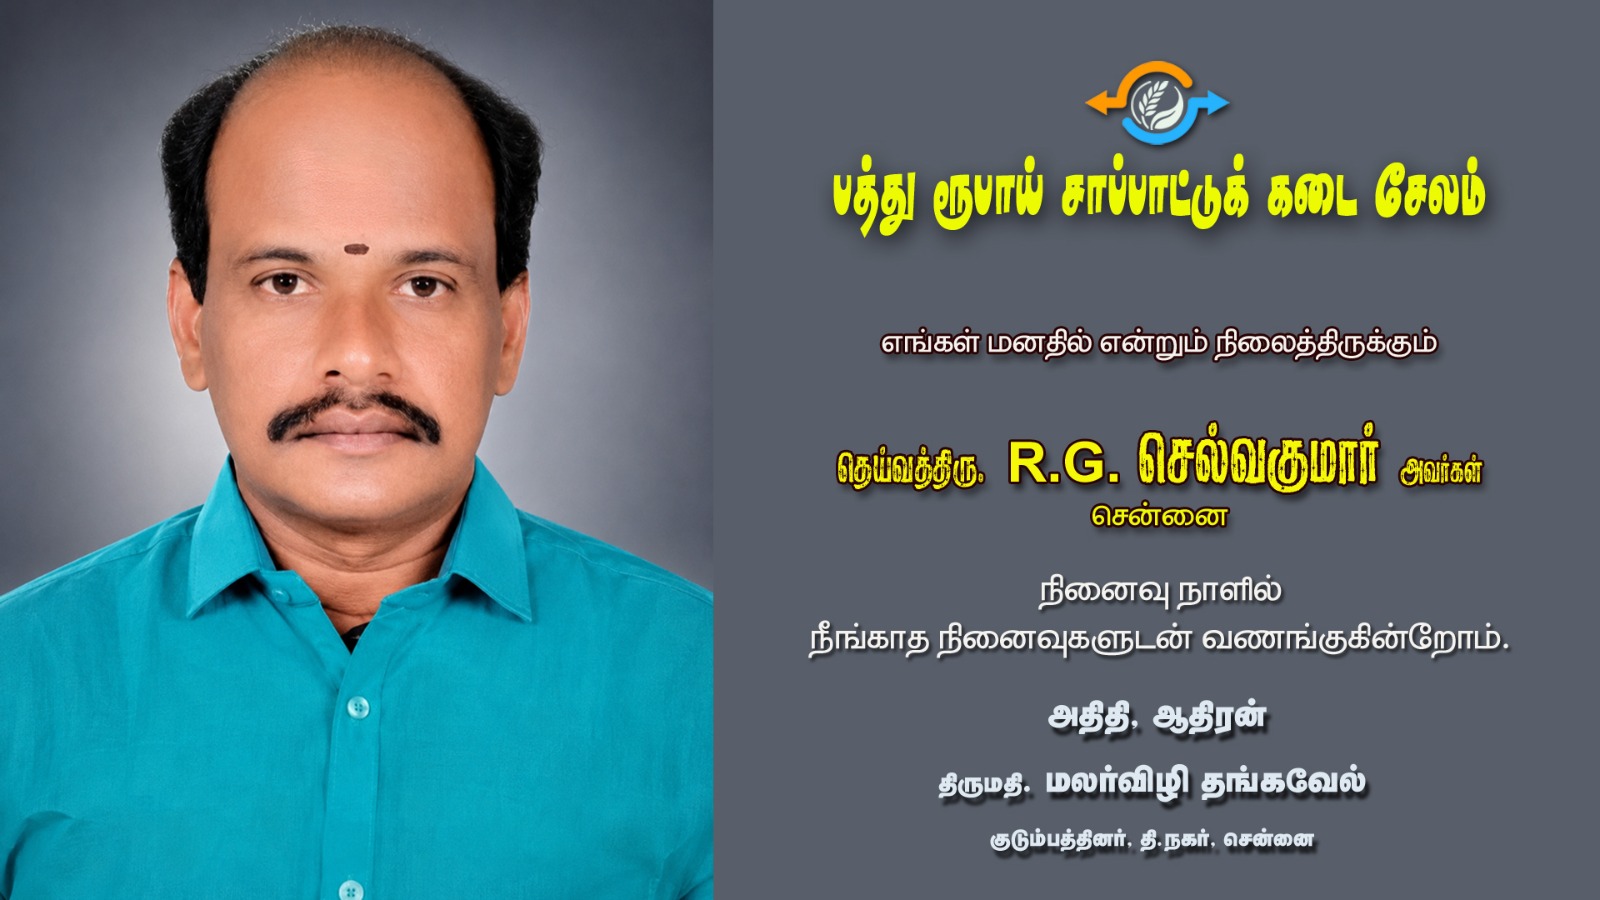 பத்து ரூபாய் சாப்பாட்டுக் கடை சேலம்
எங்கள் மனதில் என்றும் நிலைத்திருக்கும்
தெய்வத்திரு. R.G. செல்வகுமார் அவர்கள்
சென்னை
நினைவு நாளில்
நீங்காத நினைவுகளுடன் வணங்குகின்றோம்.
அதிதி, ஆதிரன்
திருமதி. மலர்விழி தங்கவேல்
குடும்பத்தினர், தி.நகர், சென்னை